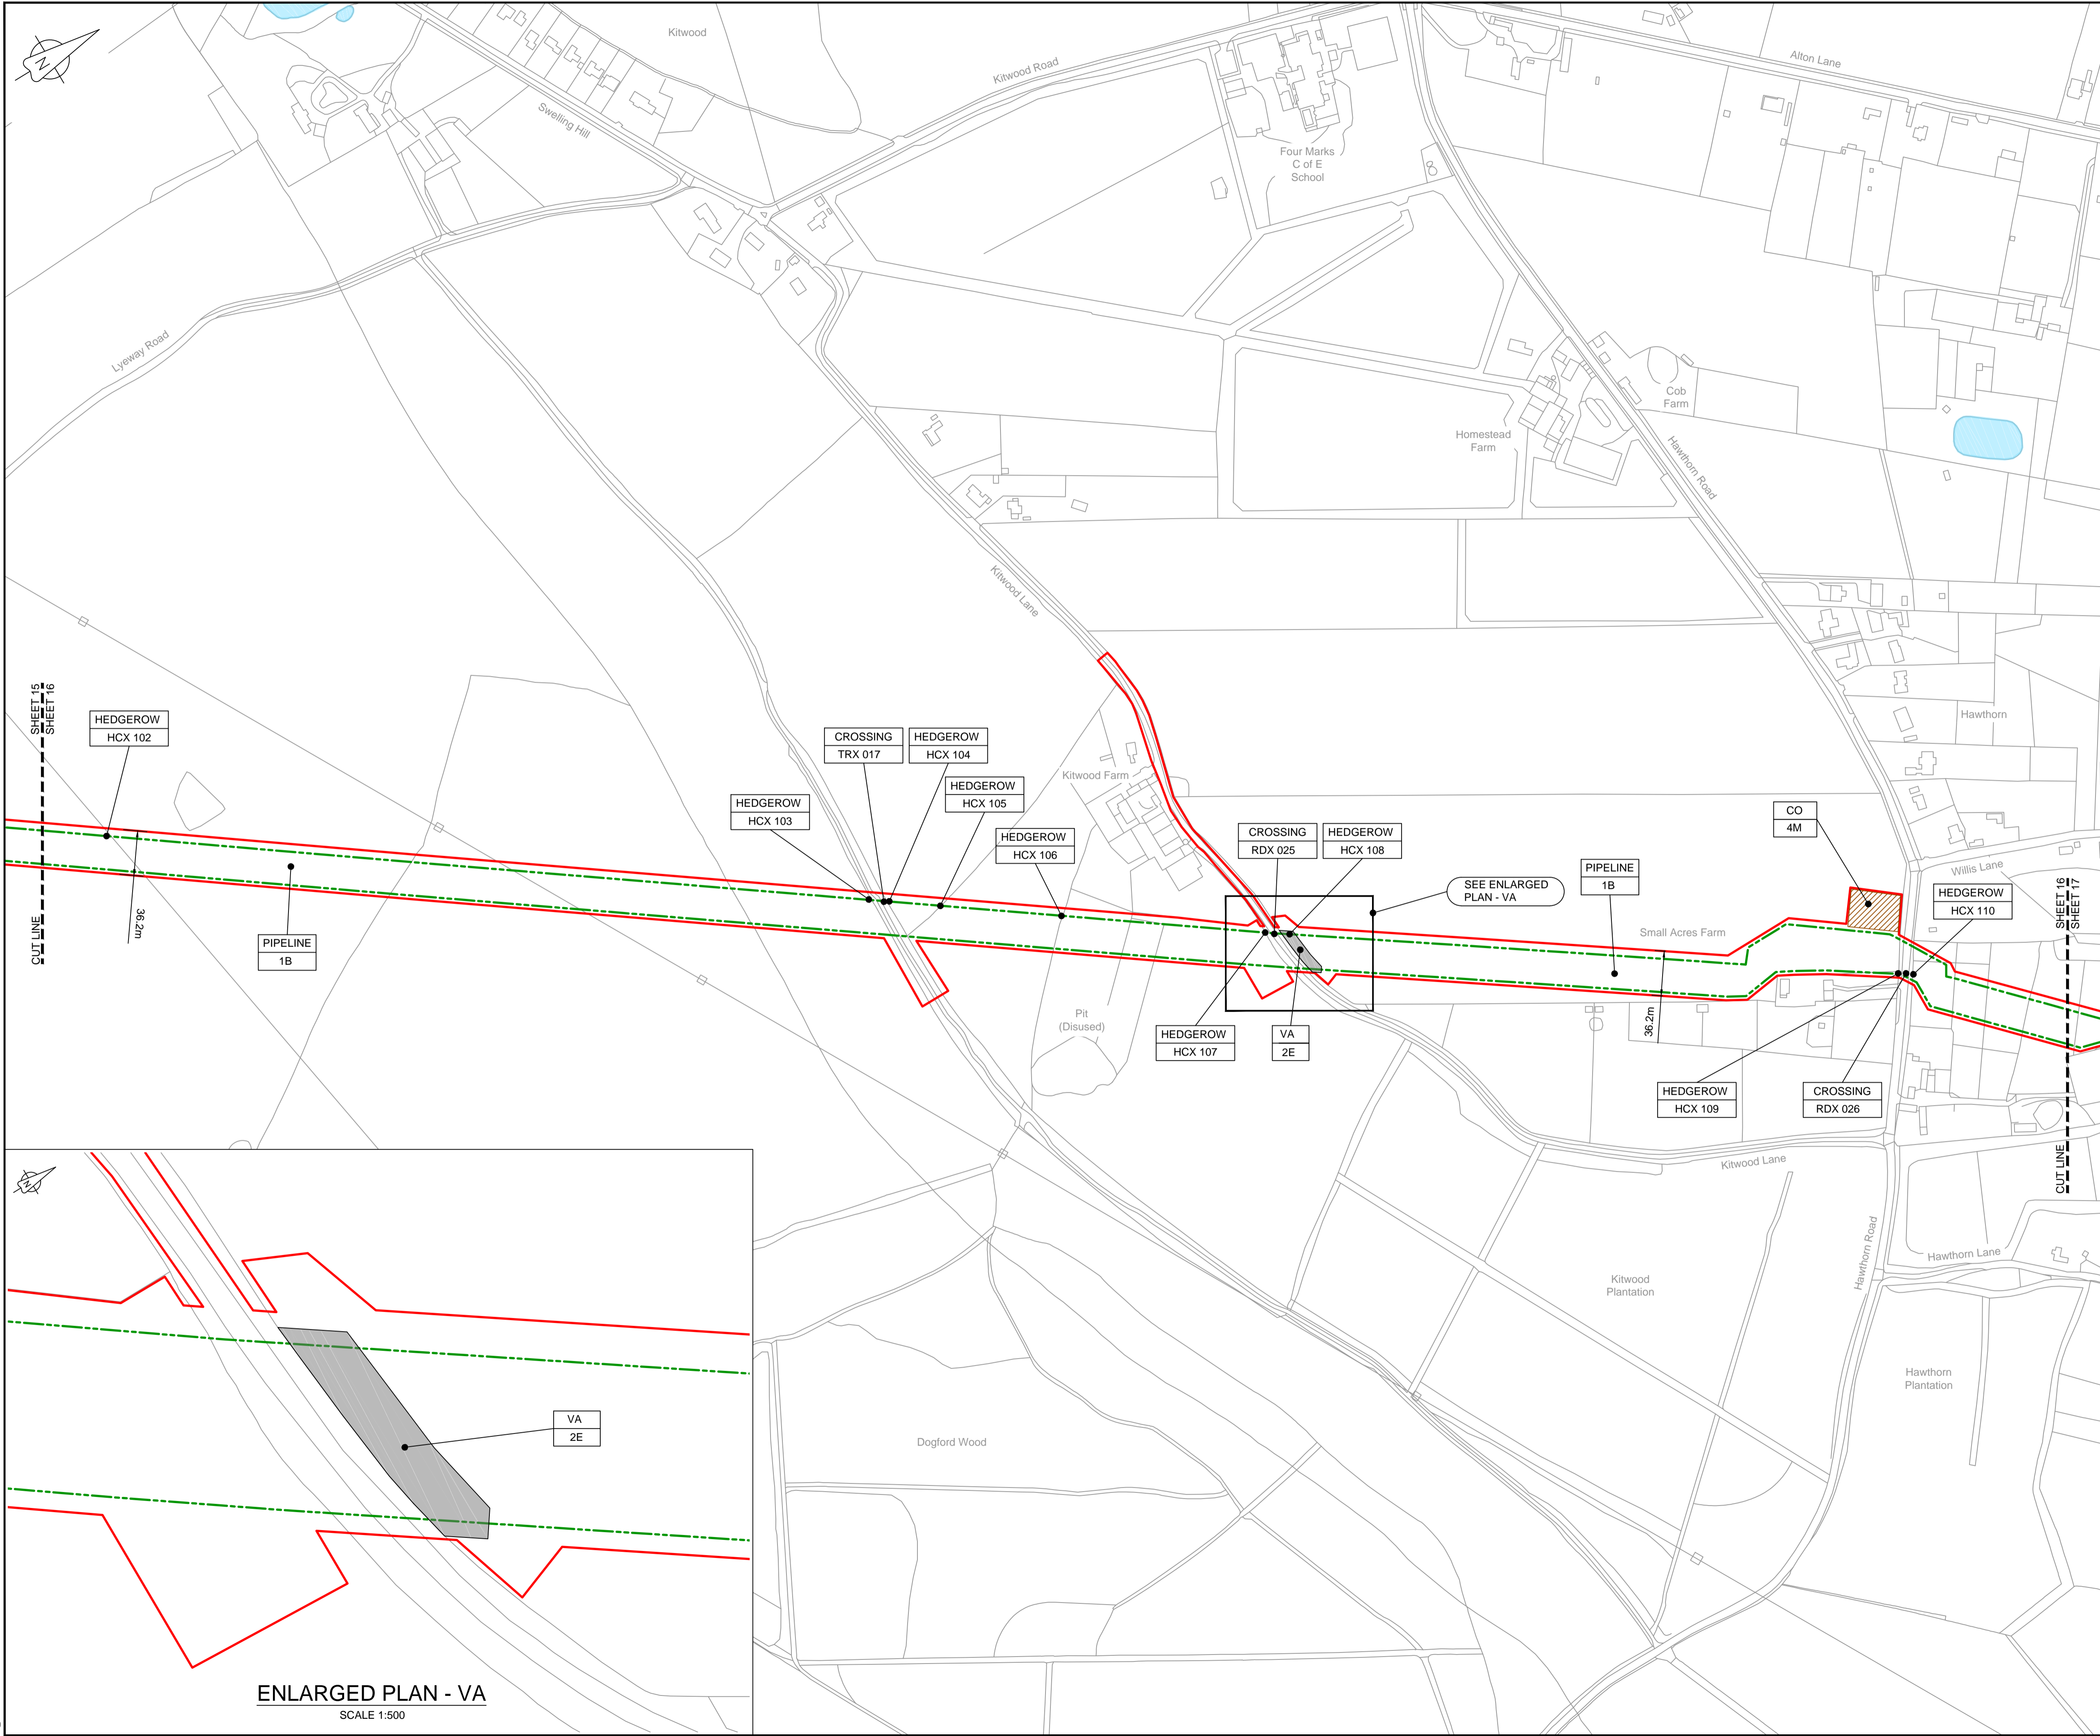 N
Kitwood
Kitwood Road
Alton Lane
Swelling Hill
Four Marks
C of E
School
Lyeway Road
Cob
Farm
Homestead
Farm
Hawthorn Road
Kitwood Lane
SHEET 15
SHEET 16
CUT LINE
HEDGEROW
HCX 102
36.2m
PIPELINE
1B
HEDGEROW
HCX 103
CROSSING
TRX 017
HEDGEROW
HCX 104
HEDGEROW
HCX 105
HEDGEROW
HCX 106
Kitwood Farm
CROSSING
RDX 025
HEDGEROW
HCX 108
SEE ENLARGED
PLAN - VA
PIPELINE
1B
CO
4M
Hawthorn
Willis Lane
HEDGEROW
HCX 110
SHEET 16
SHEET 17
CUT LINE
Small Acres Farm
36.2m
Pit
(Disused)
HEDGEROW
HCX 107
VA
2E
HEDGEROW
HCX 109
CROSSING
RDX 026
Kitwood Lane
Hawthorn Road
Hawthorn Lane
Kitwood
Plantation
Hawthorn
Plantation
Dogford Wood
N
VA
2E
ENLARGED PLAN - VA
SCALE 1:500